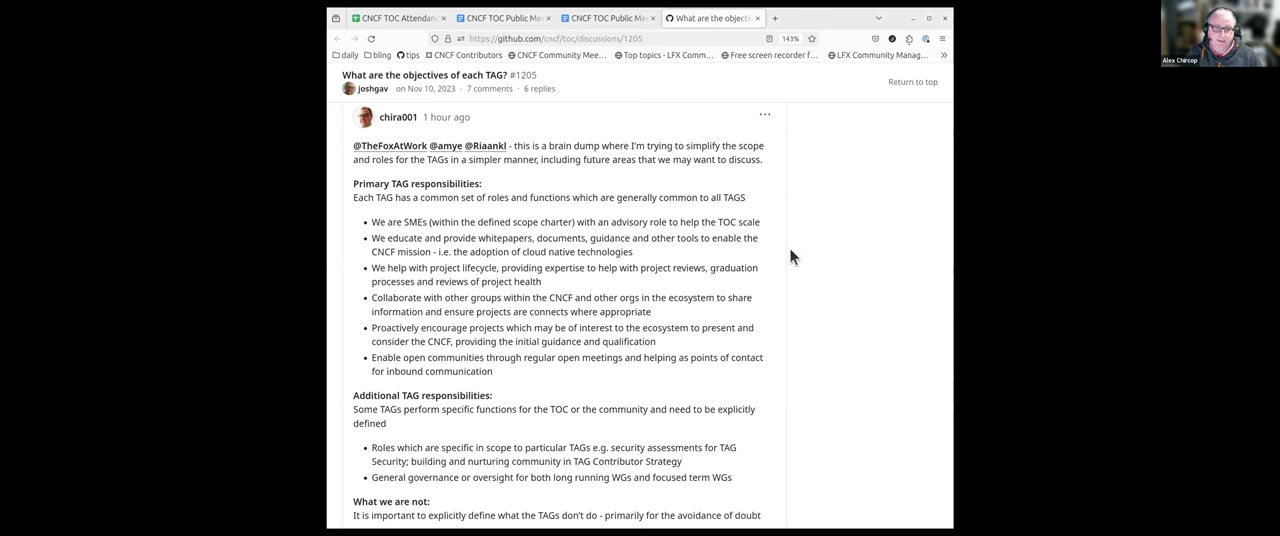 CNCF TOC Attendan
CNCF TOC Public Me
CNCF TOC Public Me
What are the objecti
https://github.com/cncf/toc/discussions/1205
143%
daily
bling
tips
CNCF Contributors
CNCF Community Mee…
Top topics - LFX Comm…
Free screen recorder f…
LFX Community Manag…
What are the objectives of each TAG? #1205
joshgav on Nov 10, 2023 · 7 comments · 6 replies
Return to top
chira001 1 hour ago
@TheFoxAtWork @amye @Riaankl - this is a brain dump where I'm trying to simplify the scope
and roles for the TAGs in a simpler manner, including future areas that we may want to discuss.
Primary TAG responsibilities:
Each TAG has a common set of roles and functions which are generally common to all TAGS
• We are SMEs (within the defined scope charter) with an advisory role to help the TOC scale
• We educate and provide whitepapers, documents, guidance and other tools to enable the
CNCF mission - i.e. the adoption of cloud native technologies
• We help with project lifecycle, providing expertise to help with project reviews, graduation
processes and reviews of project health
• Collaborate with other groups within the CNCF and other orgs in the ecosystem to share
information and ensure projects are connects where appropriate
• Proactively encourage projects which may be of interest to the ecosystem to present and
consider the CNCF, providing the initial guidance and qualification
• Enable open communities through regular open meetings and helping as points of contact
for inbound communication
Additional TAG responsibilities:
Some TAGs perform specific functions for the TOC or the community and need to be explicitly
defined
• Roles which are specific in scope to particular TAGs e.g. security assessments for TAG
Security; building and nurturing community in TAG Contributor Strategy
• General governance or oversight for both long running WGs and focused term WGs
What we are not:
It is important to explicitly define what the TAGs don't do - primarily for the avoidance of doubt
Alex Chircop